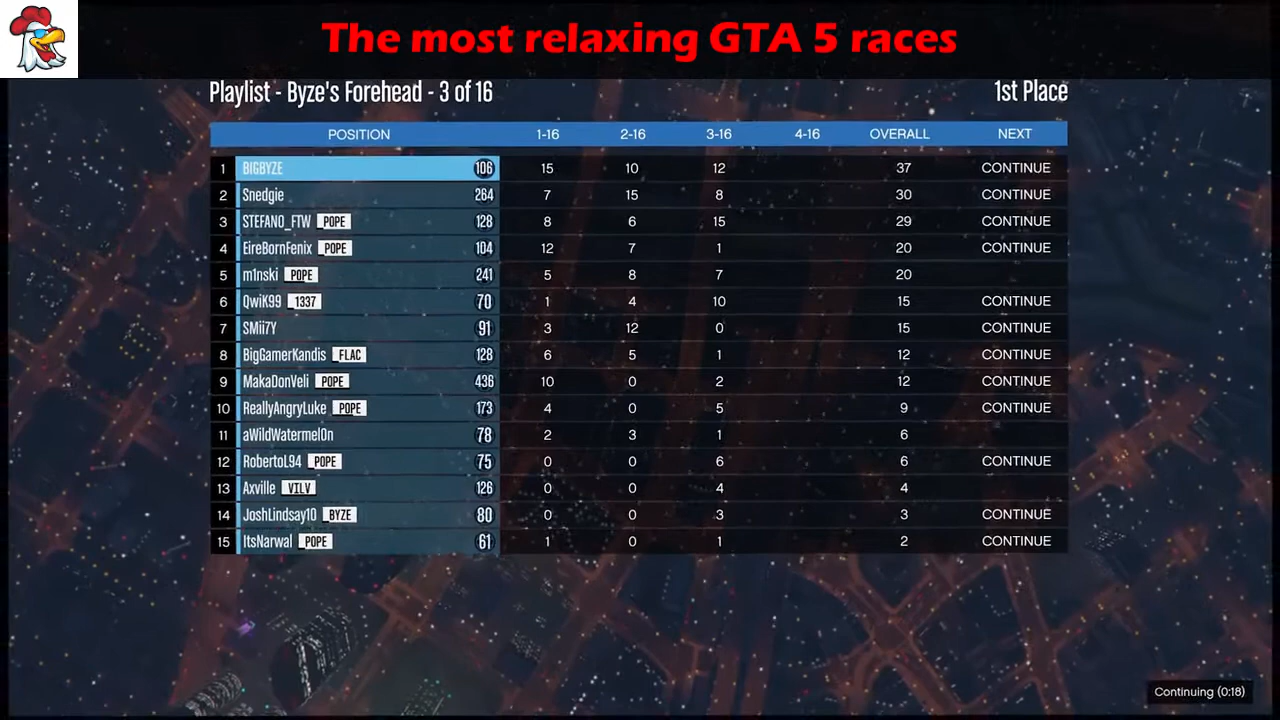 The most relaxing GTA 5 races
Playlist - Byze's Forehead - 3 of 16 1st Place
POSITION 1-16 2-16 3-16 4-16 OVERALL NEXT
1 BIGBYZE 106 15 10 12 37 CONTINUE
2 Snedgie 264 7 15 8 30 CONTINUE
3 STEFANO_FTW POPE 128 8 6 15 29 CONTINUE
4 EireBornFenix POPE 104 12 7 1 20 CONTINUE
5 m1nski POPE 241 5 8 7 20
6 QwiK99 1337 70 1 4 10 15 CONTINUE
7 SMii7Y 91 3 12 0 15 CONTINUE
8 BigGamerKandis FLAC 128 6 5 1 12 CONTINUE
9 MakaDonVeli POPE 436 10 0 2 12 CONTINUE
10 ReallyAngryLuke POPE 173 4 0 5 9 CONTINUE
11 aWildWatermel0n 78 2 3 1 6
12 RobertoL94 POPE 75 0 0 6 6 CONTINUE
13 Axville VILV 126 0 0 4 4
14 JoshLindsay10 BYZE 80 0 0 3 3 CONTINUE
15 ItsNarwal POPE 61 1 0 1 2 CONTINUE
Continuing (0:18)